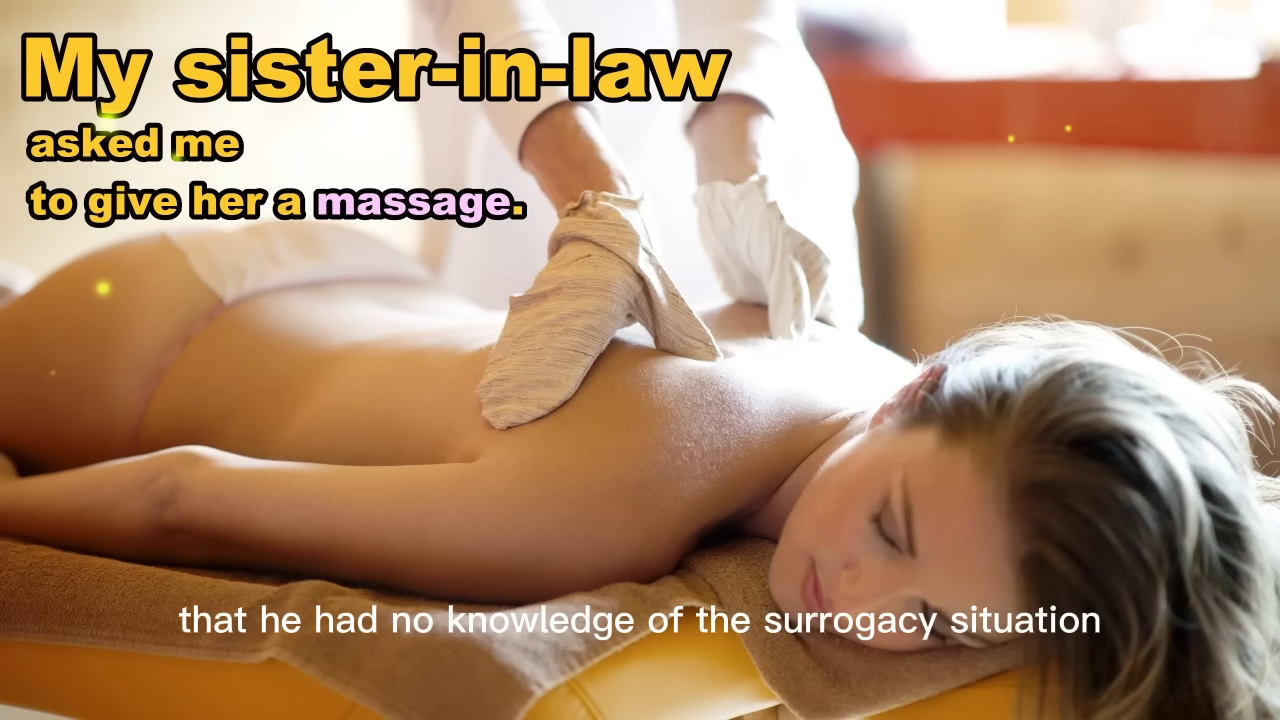 My sister-in-law
asked me
to give her a massage.
that he had no knowledge of the surrogacy situation